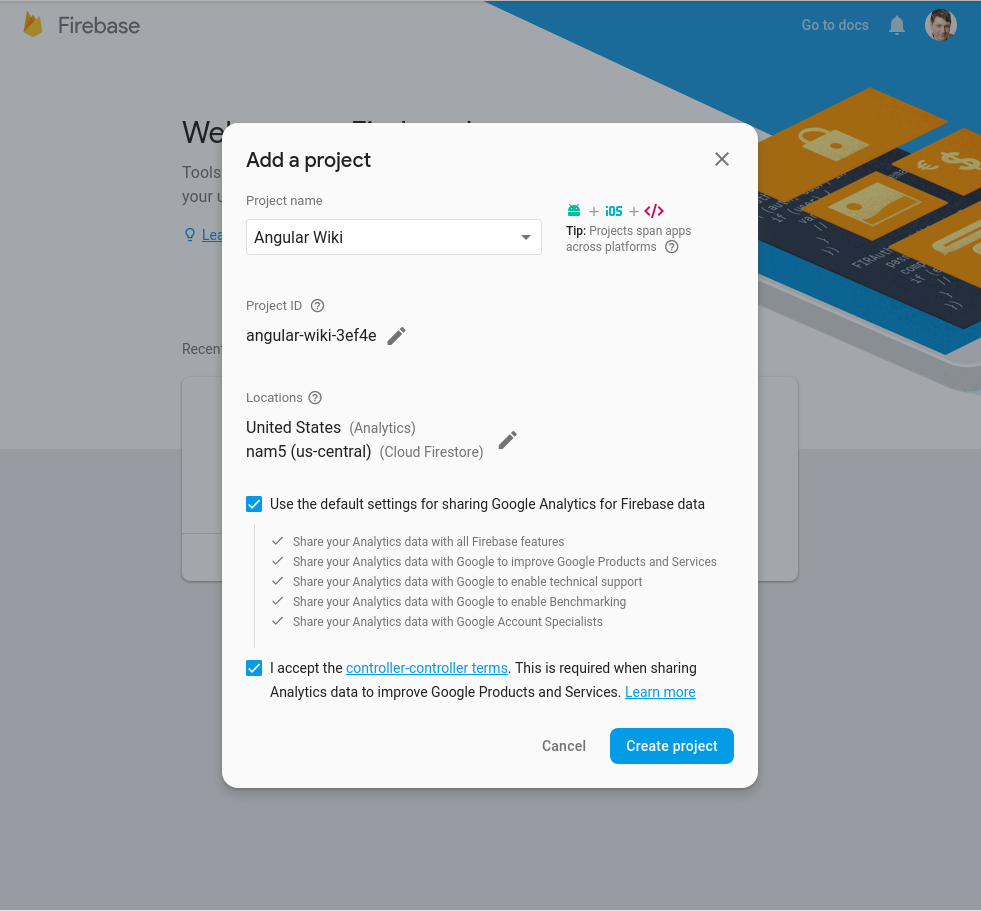 Firebase
Go to docs
Add a project
Tools
your u
Lea
Recent
Project name
Angular Wiki
+ iOS + </>
Tip: Projects span apps
across platforms
Project ID
angular-wiki-3ef4e
Locations
United States (Analytics)
nam5 (us-central) (Cloud Firestore)
Use the default settings for sharing Google Analytics for Firebase data
Share your Analytics data with all Firebase features
Share your Analytics data with Google to improve Google Products and Services
Share your Analytics data with Google to enable technical support
Share your Analytics data with Google to enable Benchmarking
Share your Analytics data with Google Account Specialists
I accept the controller-controller terms. This is required when sharing
Analytics data to improve Google Products and Services. Learn more
Cancel
Create project